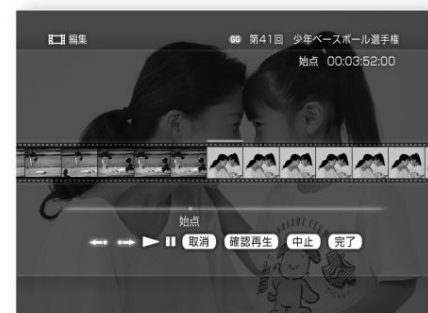 編集
GG 第41回 少年ベースボール選手権
始点 00:03:52:00
始点
取消 確認再生 中止 完了